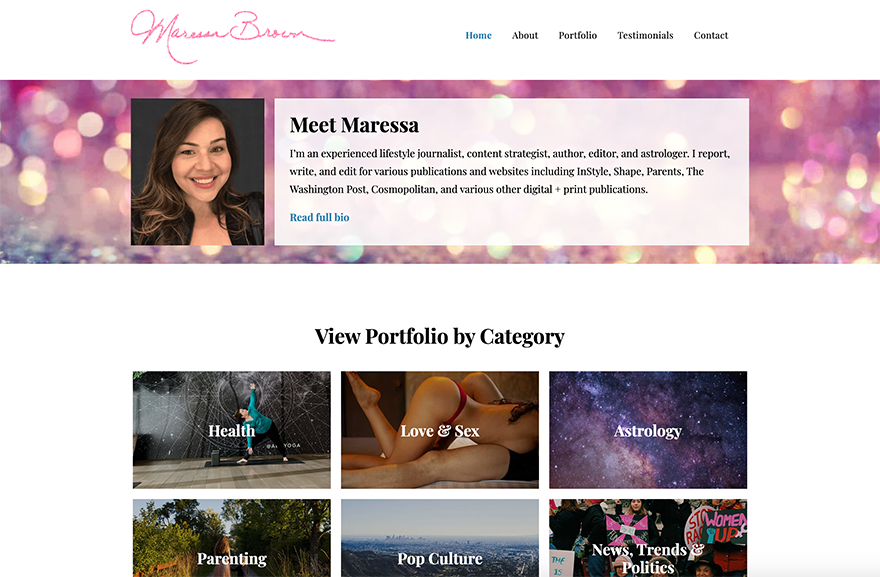 Maressa Brown
Home About Portfolio Testimonials Contact
Meet Maressa
I'm an experienced lifestyle journalist, content strategist, author, editor, and astrologer. I report,
write, and edit for various publications and websites including InStyle, Shape, Parents, The
Washington Post, Cosmopolitan, and various other digital + print publications.
Read full bio
View Portfolio by Category
Health
YOGA
Love & Sex
Astrology
Parenting
Pop Culture
WOMEN
UP
News, Trends &
Politics